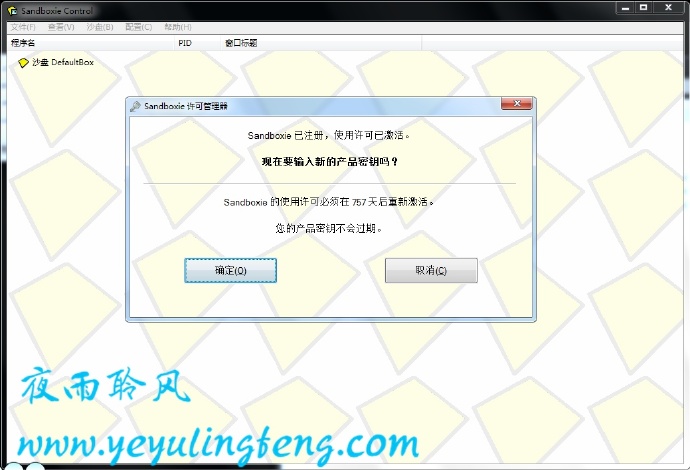 Sandboxie Control
文件(F) 查看(V) 沙盘(B) 配置(C) 帮助(H)
程序名 PID 窗口标题
沙盘 DefaultBox
Sandboxie 许可管理器
Sandboxie 已注册，使用许可已激活。
现在要输入新的产品密钥吗？
Sandboxie 的使用许可必须在 757 天后重新激活。
您的产品密钥不会过期。
确定(O) 取消(C)
夜雨聆风
www.yeyulingfeng.com